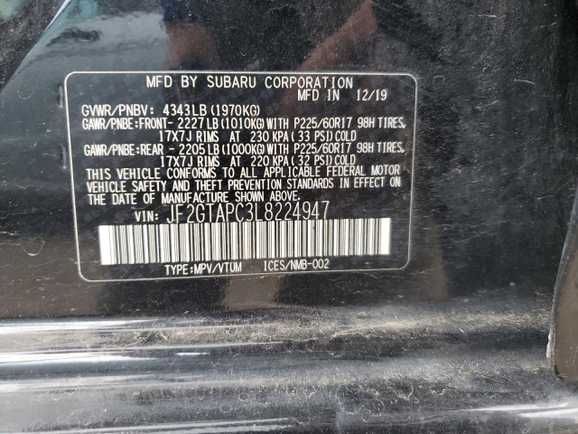 MFD BY SUBARU CORPORATION
MFD IN 12/19
GVWR/PNBV: 4343LB (1970KG)
GAWR/PNBE:FRONT- 2227LB (1010KG) WITH P225/60R17 98H TIRES,
17X7J RIMS AT 230 KPA (33 PSI) COLD
GAWR/PNBE:REAR - 2205LB (1000KG) WITH P225/60R17 98H TIRES,
17X7J RIMS AT 220 KPA (32 PSI) COLD
THIS VEHICLE CONFORMS TO ALL APPLICABLE FEDERAL MOTOR
VEHICLE SAFETY AND THEFT PREVENTION STANDARDS IN EFFECT ON
THE DATE OF MANUFACTURE SHOWN ABOVE.
VIN: JF2GTAPC3L8224947
TYPE:MPV/VTUM ICES/NMB-002